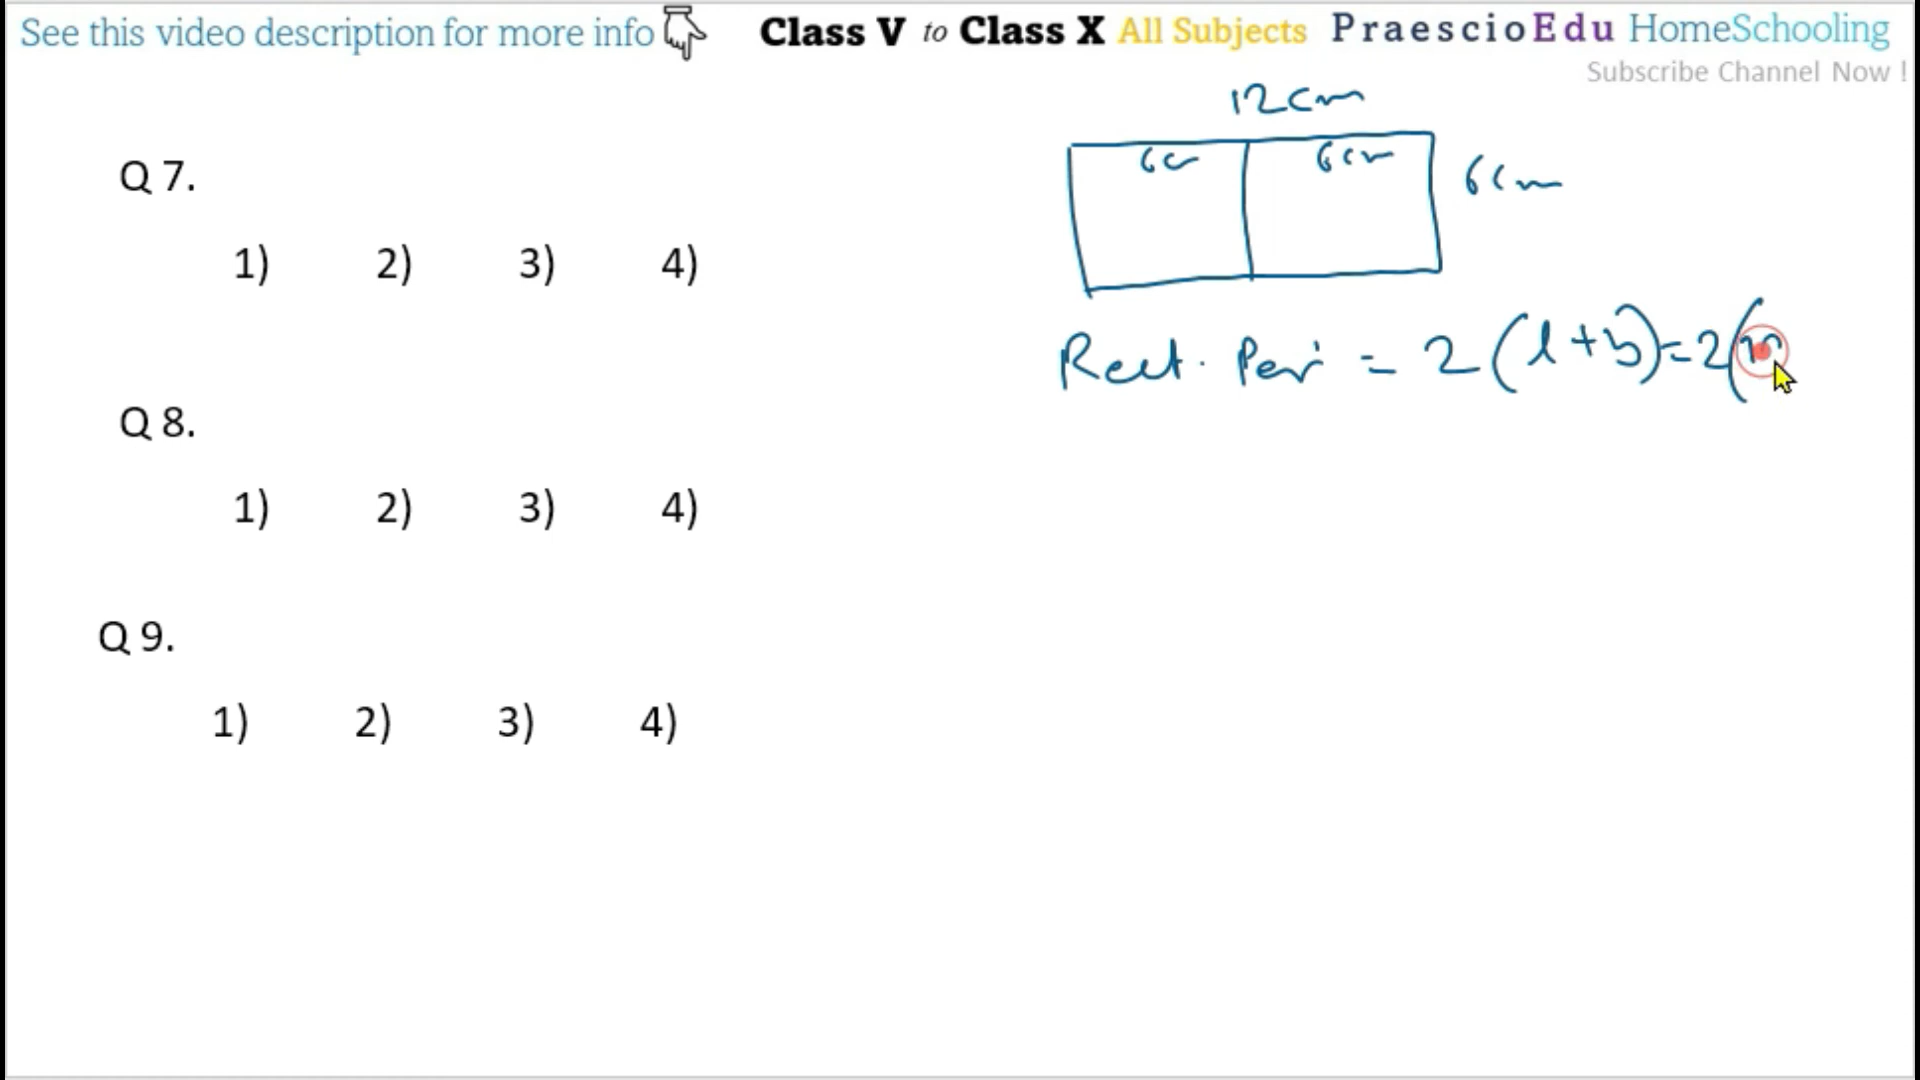 See this video description for more info Class V to Class X All Subjects PraescioEdu HomeSchooling
Subscribe Channel Now !
12cm
6cm 6cm
Q 7.
1) 2) 3) 4)
Rect. Peri = 2(l+b)=2(
Q 8.
1) 2) 3) 4)
Q 9.
1) 2) 3) 4)